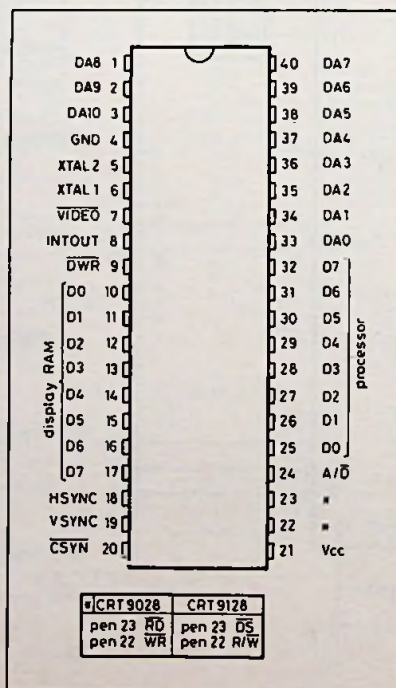 DA8 1
DA9 2
DA10 3
GND 4
XTAL 2 5
XTAL 1 6
VIDEO 7
INTOUT 8
DWR 9
display RAM
D0 10
D1 11
D2 12
D3 13
D4 14
D5 15
D6 16
D7 17
HSYNC 18
VSYNC 19
CSYN 20
40 DA7
39 DA6
38 DA5
37 DA4
36 DA3
35 DA2
34 DA1
33 DA0
32 D7
31 D6
30 D5
29 D4
28 D3
27 D2
26 D1
25 D0
processor
24 A/D̅
23 *
22 *
21 Vcc
* CRT9028 CRT9128
pen 23 R̅D̅ pen 23 D̅S̅
pen 22 W̅R̅ pen 22 R/W̅